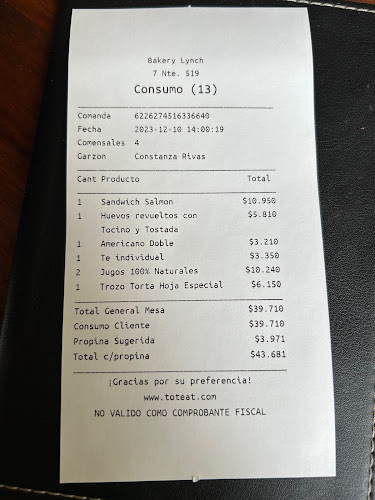 Bakery Lynch
7 Nte. 519
Consumo (13)
Comanda 6226274516336640
Fecha 2023-12-10 14:00:19
Comensales 4
Garzon Constanza Rivas
Cant Producto Total
1 Sandwich Salmon $10.950
1 Huevos revueltos con $5.810
Tocino y Tostada
1 Americano Doble $3.210
1 Te individual $3.350
2 Jugos 100% Naturales $10.240
1 Trozo Torta Hoja Especial $6.150
Total General Mesa $39.710
Consumo Cliente $39.710
Propina Sugerida $3.971
Total c/propina $43.681
¡Gracias por su preferencia!
www.toteat.com
NO VALIDO COMO COMPROBANTE FISCAL